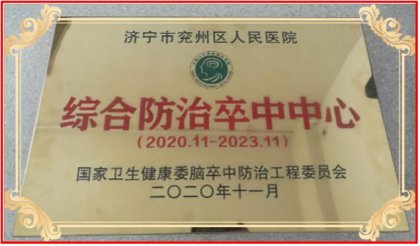 济宁市兖州区人民医院
综合防治卒中中心
(2020.11-2023.11)
国家卫生健康委脑卒中防治工程委员会
二〇二〇年十一月